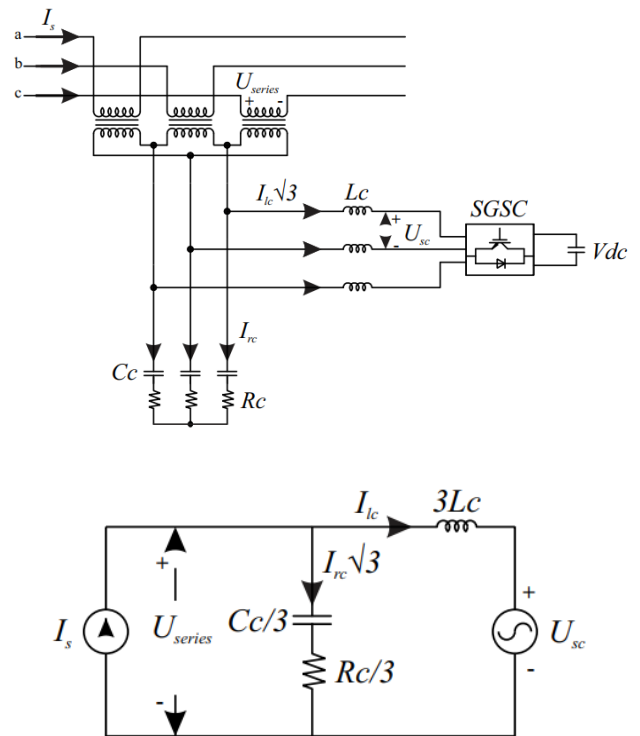 I_s
a
b
c
U_series
+ -
I_lc√3
Lc
SGSC
+
U_sc
-
Vdc
I_rc
Cc
Rc
I_lc
3Lc
I_rc√3
+
+
I_s
U_series
Cc/3
U_sc
Rc/3
-
-